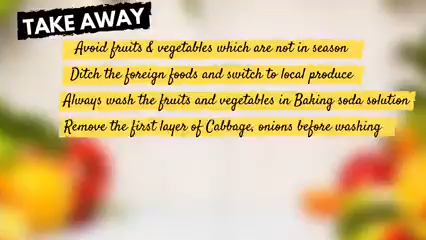 TAKE AWAY
Avoid fruits & vegetables which are not in season
Ditch the foreign foods and switch to local produce
Always wash the fruits and vegetables in Baking soda solution
Remove the first layer of Cabbage, onions before washing